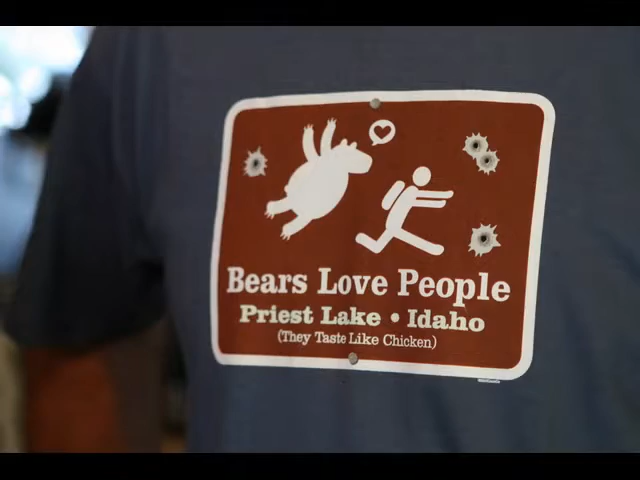 Bears Love People
Priest Lake • Idaho
(They Taste Like Chicken)